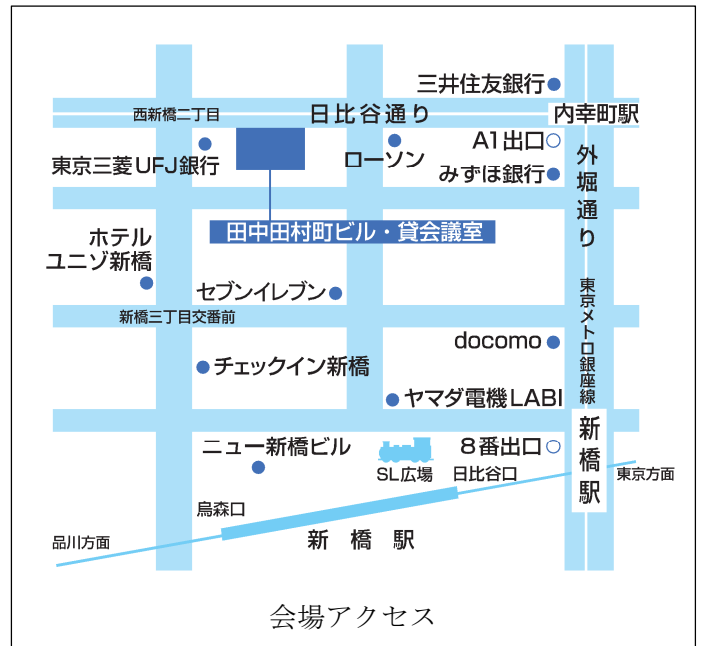 三井住友銀行
西新橋二丁目
日比谷通り
内幸町駅
A1出口
東京三菱UFJ銀行
ローソン
みずほ銀行
外堀通り
田中田村町ビル・貸会議室
ホテル
ユニゾ新橋
セブンイレブン
新橋三丁目交番前
東京メトロ銀座線
docomo
チェックイン新橋
ヤマダ電機LABI
ニュー新橋ビル
8番出口
新橋駅
SL広場
日比谷口
東京方面
烏森口
新橋駅
品川方面
会場アクセス